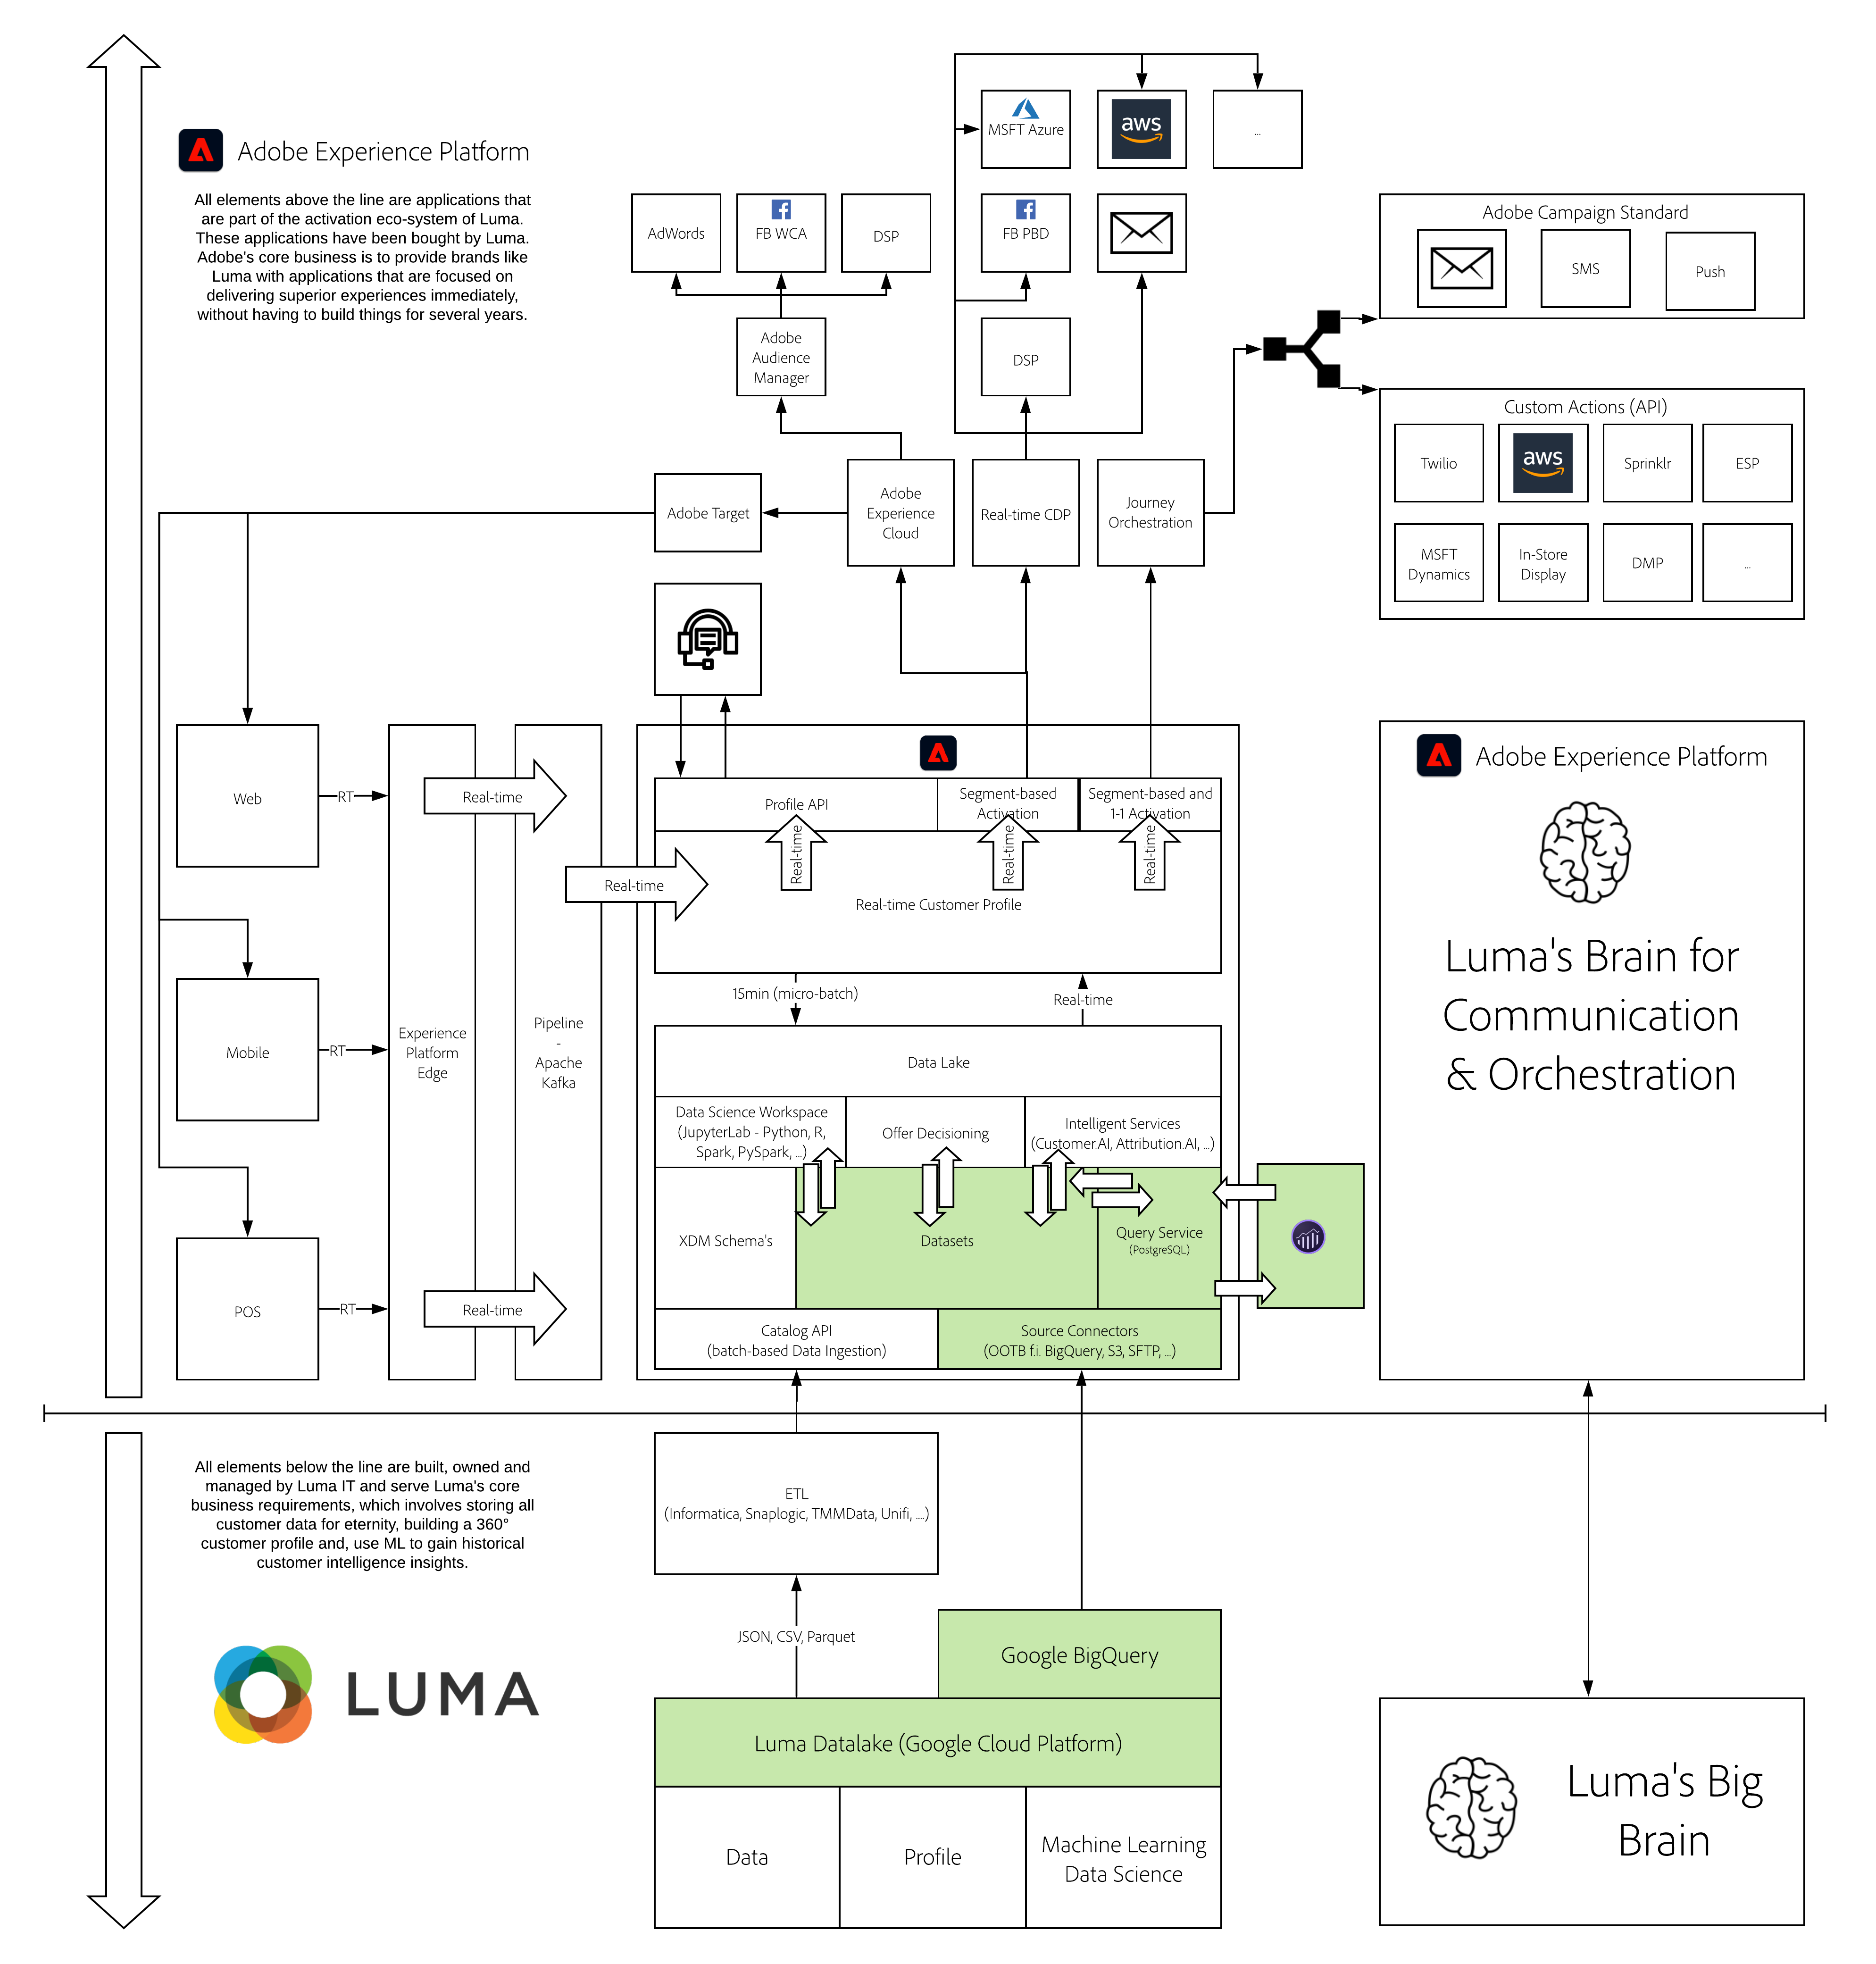 Adobe Experience Platform
All elements above the line are applications that
are part of the activation eco-system of Luma.
These applications have been bought by Luma.
Adobe's core business is to provide brands like
Luma with applications that are focused on
delivering superior experiences immediately,
without having to build things for several years.
MSFT Azure
aws
...
AdWords
FB WCA
DSP
FB PBD
Adobe
Audience
Manager
DSP
Adobe Campaign Standard
SMS
Push
Custom Actions (API)
Twilio
aws
Sprinklr
ESP
MSFT
Dynamics
In-Store
Display
DMP
...
Adobe Target
Adobe
Experience
Cloud
Real-time CDP
Journey
Orchestration
Web
RT
Mobile
RT
POS
RT
Experience
Platform
Edge
Pipeline
-
Apache
Kafka
Real-time
Real-time
Real-time
Profile API
Segment-based
Activation
Segment-based and
1-1 Activation
Real-time
Real-time
Real-time
Real-time Customer Profile
15min (micro-batch)
Real-time
Data Lake
Data Science Workspace
(JupyterLab - Python, R,
Spark, PySpark, ...)
Offer Decisioning
Intelligent Services
(Customer.AI, Attribution.AI, ...)
XDM Schema's
Datasets
Query Service
(PostgreSQL)
Catalog API
(batch-based Data Ingestion)
Source Connectors
(OOTB f.i. BigQuery, S3, SFTP, ...)
Adobe Experience Platform
Luma's Brain for
Communication
& Orchestration
All elements below the line are built, owned and
managed by Luma IT and serve Luma's core
business requirements, which involves storing all
customer data for eternity, building a 360°
customer profile and, use ML to gain historical
customer intelligence insights.
LUMA
ETL
(Informatica, Snaplogic, TMMData, Unifi, ....)
JSON, CSV, Parquet
Google BigQuery
Luma Datalake (Google Cloud Platform)
Data
Profile
Machine Learning
Data Science
Luma's Big
Brain